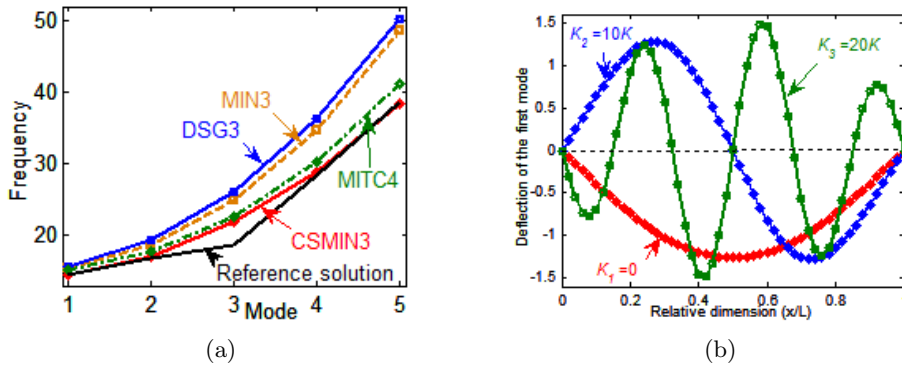 50
40
30
20
Frequency
MIN3
DSG3
MITC4
CSMIN3
Reference solution
1 2 3 4 5
Mode
(a)
1.5
1
0.5
0
-0.5
-1
-1.5
Deflection of the first mode
K2 =10K
K3 =20K
K1 =0
0 0.2 0.4 0.6 0.8
Relative dimension (x/L)
(b)